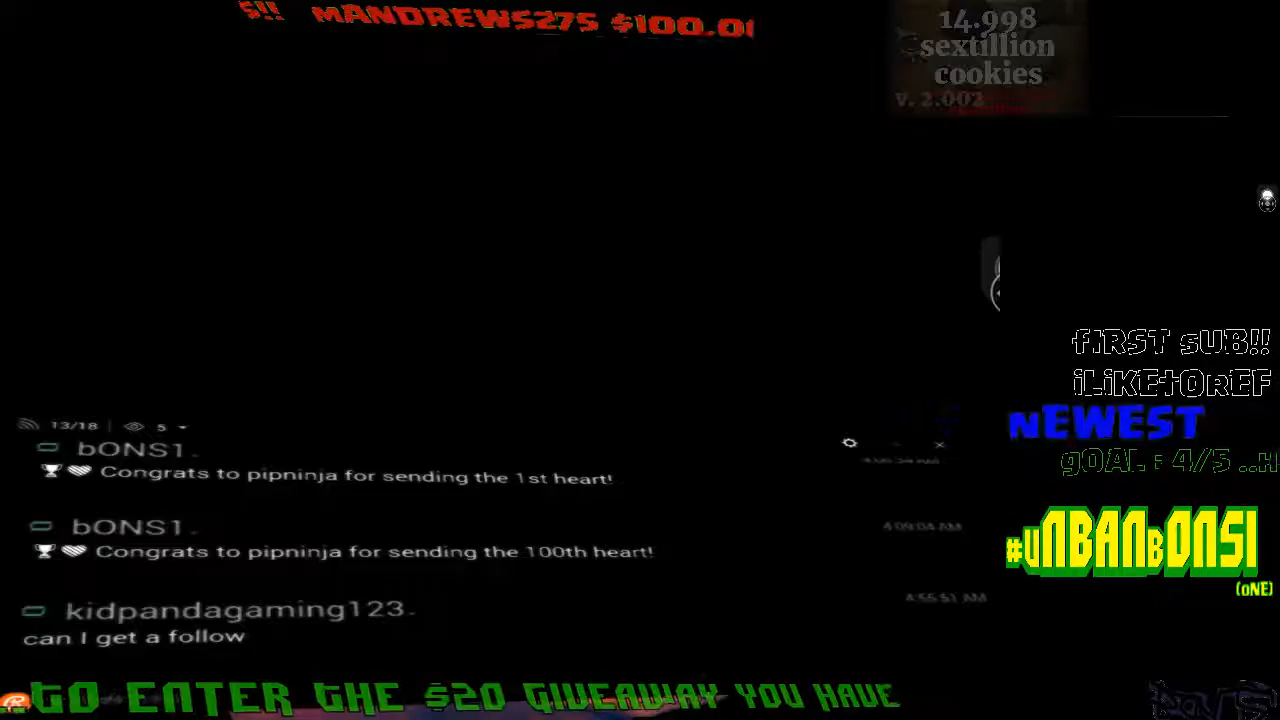 $!! mANDREWS275 $100.0
14.998
sextillion
cookies
v. 2.002
fIRST sUB!!
iLiKEtOrEF
NEWEST
gOAL : 4/5 ..H
#uNBANbONSI
(oNE)
13/18 5
bONS1
Congrats to pipninja for sending the 1st heart!
bONS1
4:09:04 AM
Congrats to pipninja for sending the 100th heart!
kidpandagaming123
4:55:51 AM
can I get a follow
tO ENTER tHE $20 GIVEAWAY YOU HAVE